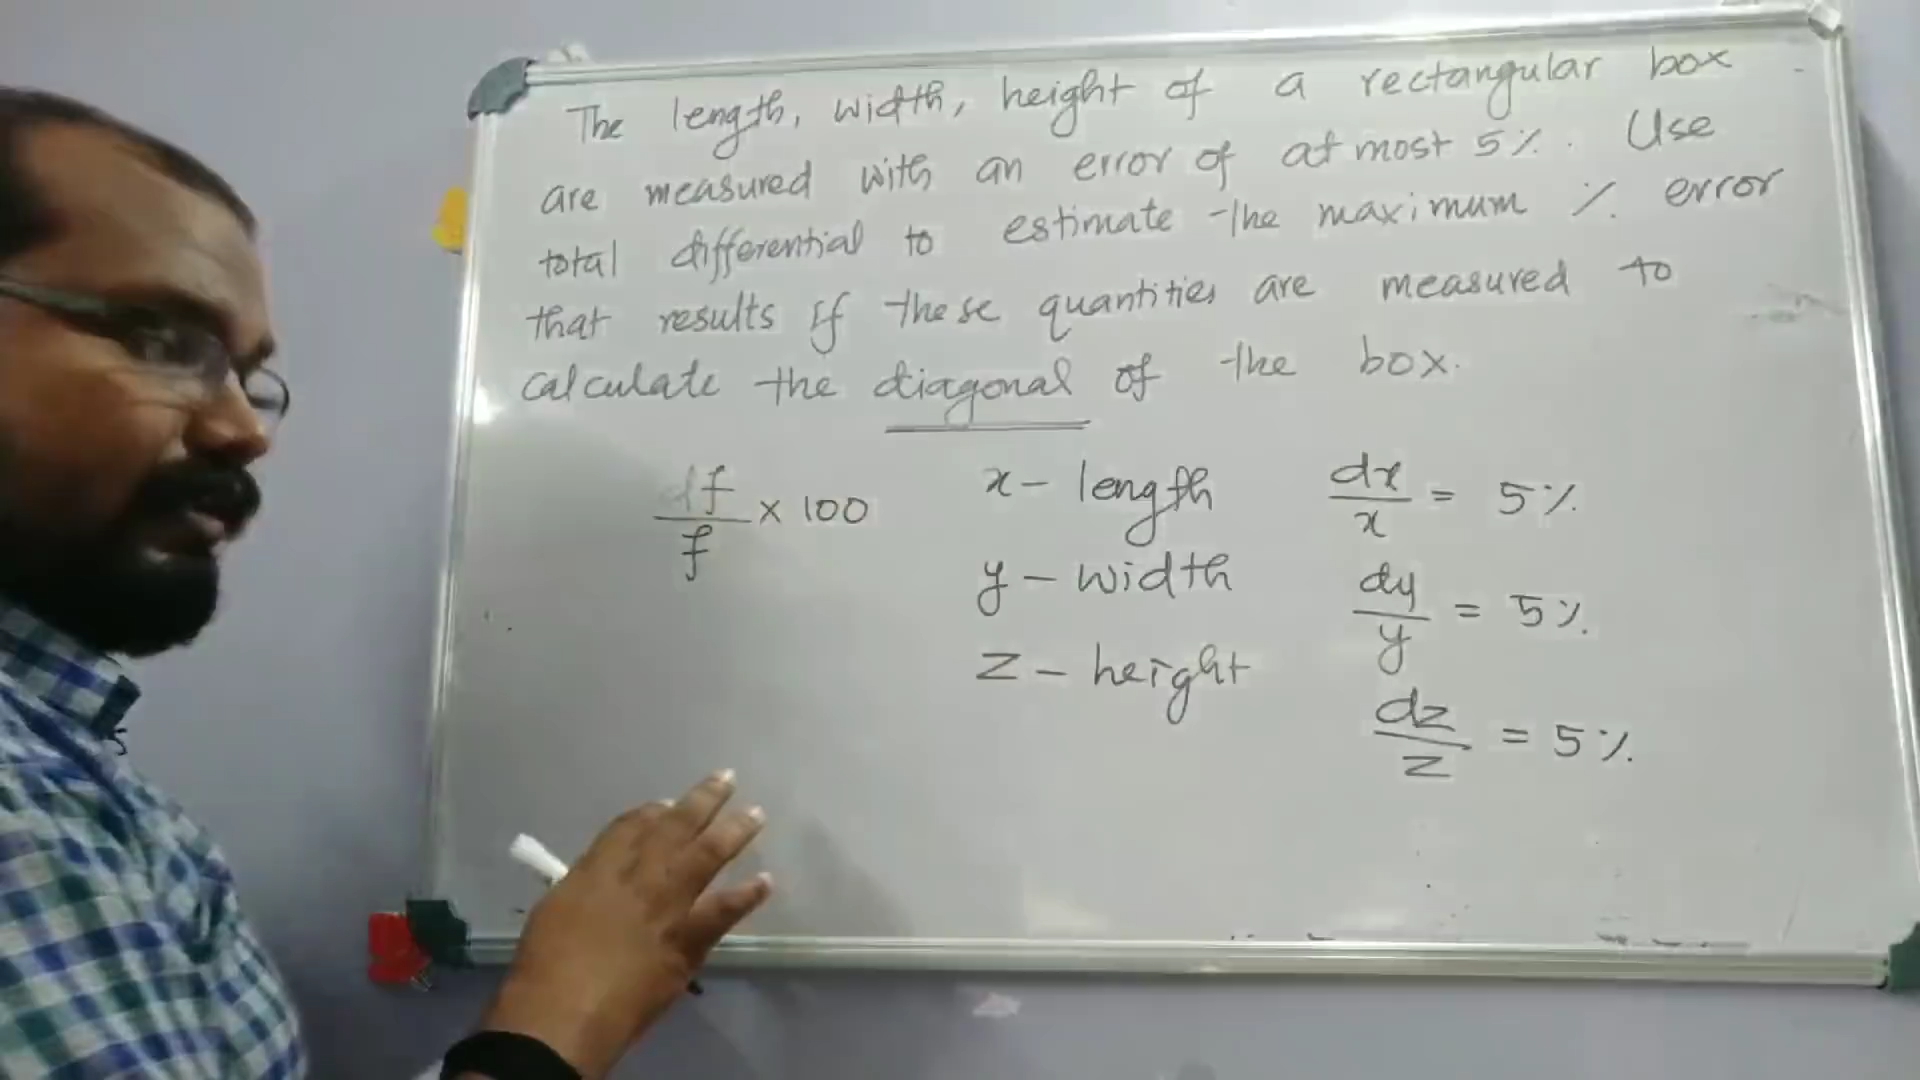 The length, width, height of a rectangular box
are measured with an error of at most 5%. Use
total differential to estimate the maximum % error
that results if these quantities are measured to
calculate the diagonal of the box.
df/f × 100
x - length
dx/x = 5%
y - width
dy/y = 5%
z - height
dz/z = 5%